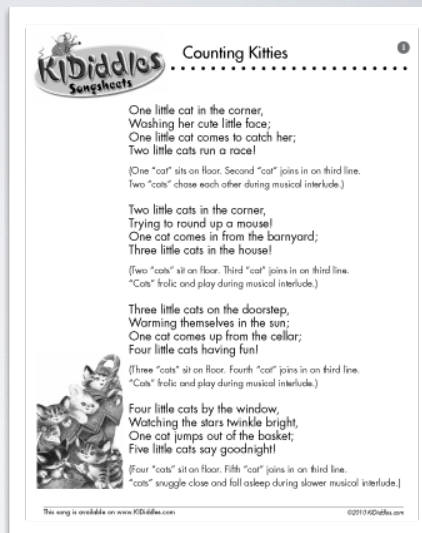 KIDiddles
Songsheets
Counting Kitties
1
One little cat in the corner,
Washing her cute little face;
One little cat comes to catch her;
Two little cats run a race!
(One "cat" sits on floor. Second "cat" joins in on third line.
Two "cats" chase each other during musical interlude.)
Two little cats in the corner,
Trying to round up a mouse!
One cat comes in from the barnyard;
Three little cats in the house!
(Two "cats" sit on floor. Third "cat" joins in on third line.
"Cats" frolic and play during musical interlude.)
Three little cats on the doorstep,
Warming themselves in the sun;
One cat comes up from the cellar;
Four little cats having fun!
(Three "cats" sit on floor. Fourth "cat" joins in on third line.
"Cats" frolic and play during musical interlude.)
Four little cats by the window,
Watching the stars twinkle bright,
One cat jumps out of the basket;
Five little cats say goodnight!
(Four "cats" sit on floor. Fifth "cat" joins in on third line.
"cats" snuggle close and fall asleep during slower musical interlude.)
This song is available on www.KIDiddles.com
©2010 KIDiddles.com